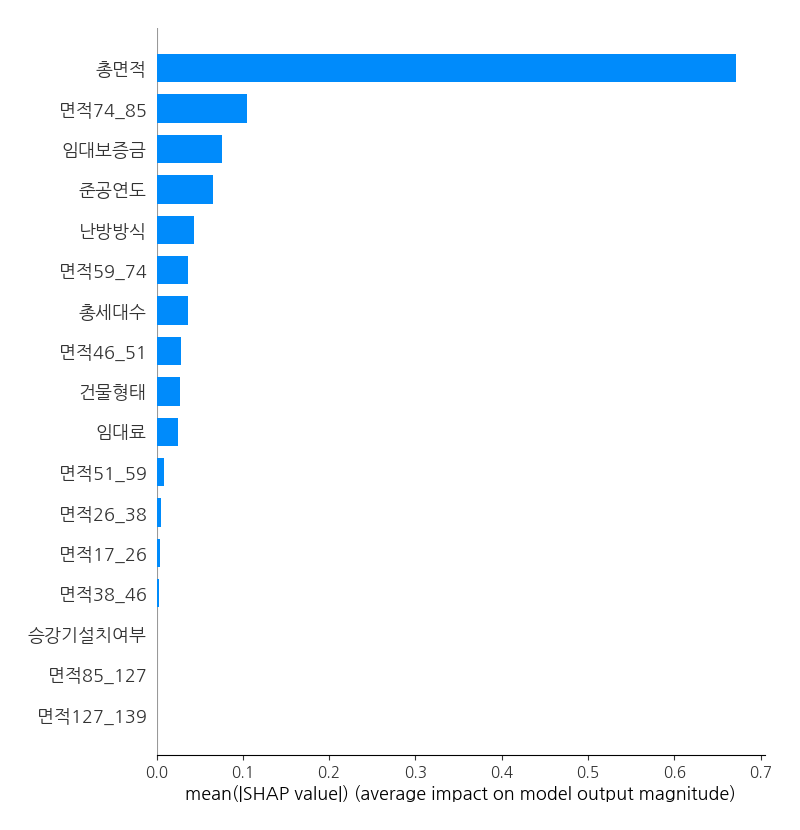 총면적
면적74_85
임대보증금
준공연도
난방방식
면적59_74
총세대수
면적46_51
건물형태
임대료
면적51_59
면적26_38
면적17_26
면적38_46
승강기설치여부
면적85_127
면적127_139
0.0 0.1 0.2 0.3 0.4 0.5 0.6 0.7
mean(|SHAP value|) (average impact on model output magnitude)